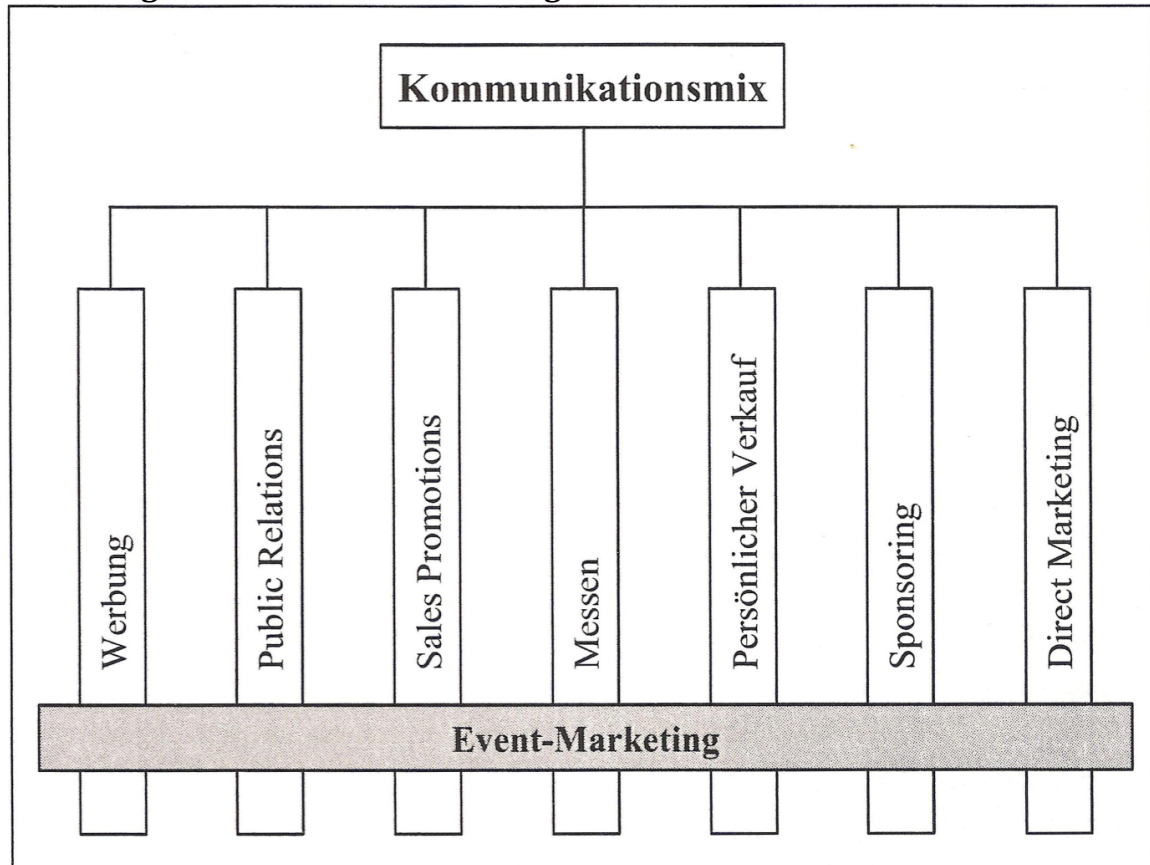 Kommunikationsmix
Werbung
Public Relations
Sales Promotions
Messen
Persönlicher Verkauf
Sponsoring
Direct Marketing
Event-Marketing